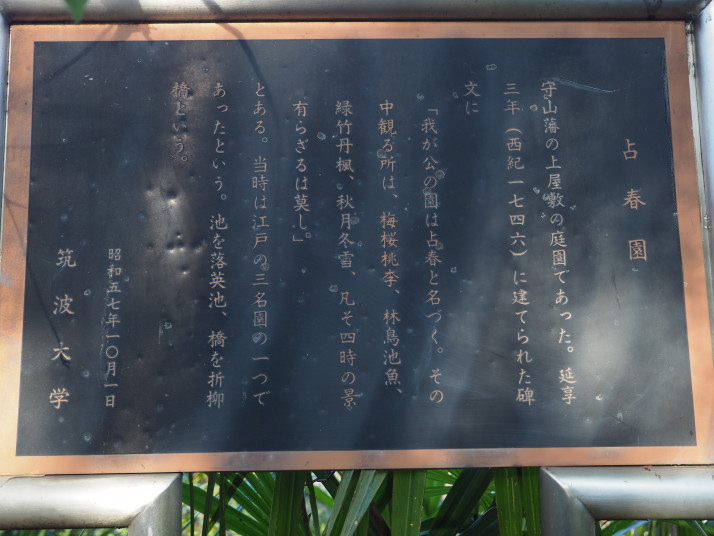 占春園
守山藩の上屋敷の庭園であった。延享
三年（西紀一七四六）に建てられた碑
文に
「我が公の園は占春と名づく。その
中観る所は、梅桜桃李、林鳥池魚、
緑竹丹楓、秋月冬雪、凡そ四時の景
有らざるは莫し」
とある。当時は江戸の三名園の一つで
あったという。池を落英池、橋を折柳
橋という。
昭和五七年一〇月一日
筑波大学